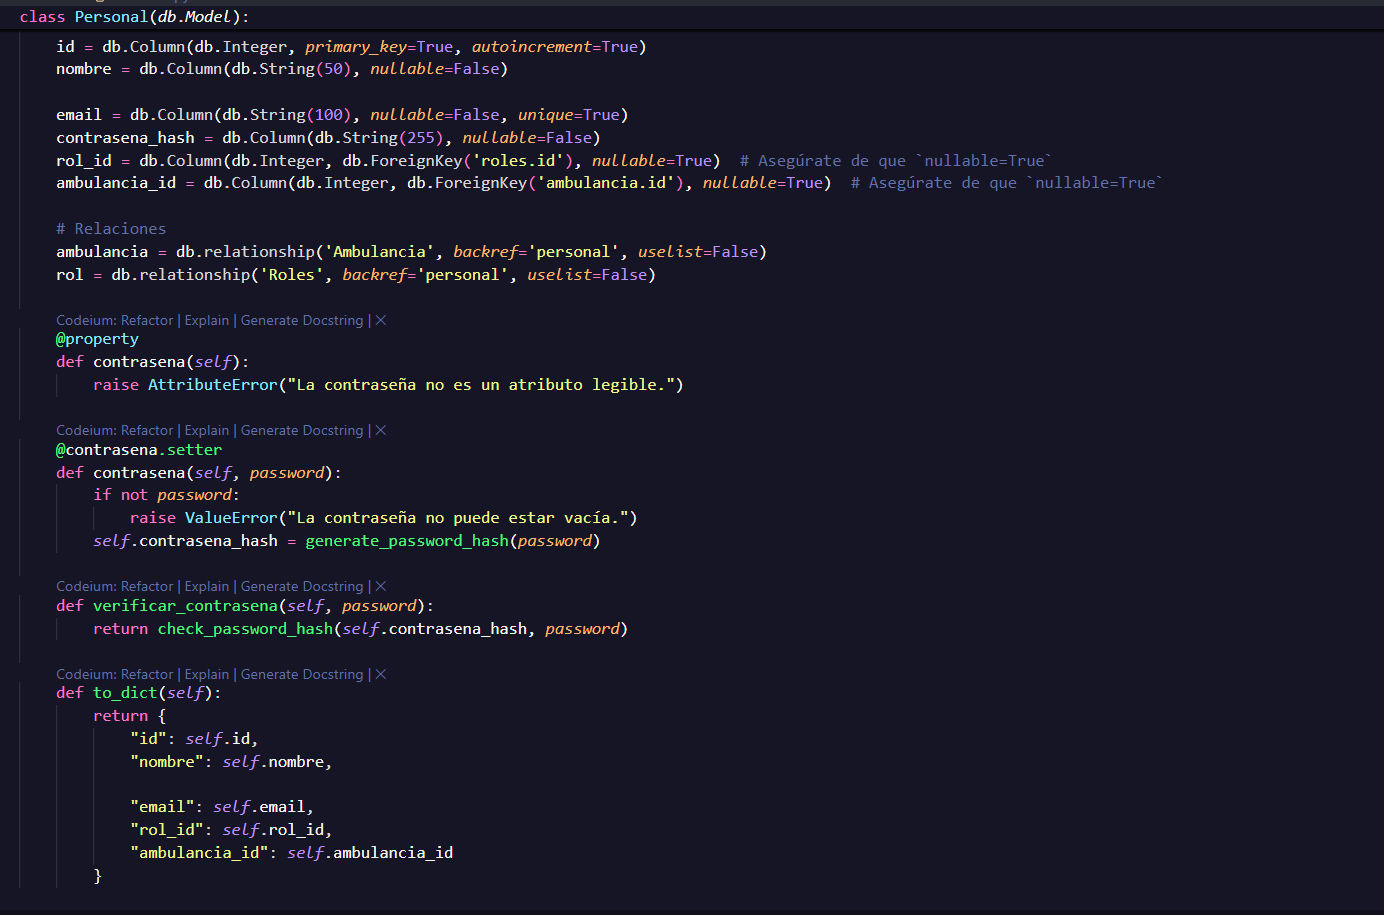 class Personal(db.Model):
id = db.Column(db.Integer, primary_key=True, autoincrement=True)
nombre = db.Column(db.String(50), nullable=False)
email = db.Column(db.String(100), nullable=False, unique=True)
contrasena_hash = db.Column(db.String(255), nullable=False)
rol_id = db.Column(db.Integer, db.ForeignKey('roles.id'), nullable=True)  # Asegúrate de que `nullable=True`
ambulancia_id = db.Column(db.Integer, db.ForeignKey('ambulancia.id'), nullable=True)  # Asegúrate de que `nullable=True`
# Relaciones
ambulancia = db.relationship('Ambulancia', backref='personal', uselist=False)
rol = db.relationship('Roles', backref='personal', uselist=False)
Codeium: Refactor | Explain | Generate Docstring | ×
@property
def contrasena(self):
raise AttributeError("La contraseña no es un atributo legible.")
Codeium: Refactor | Explain | Generate Docstring | ×
@contrasena.setter
def contrasena(self, password):
if not password:
raise ValueError("La contraseña no puede estar vacía.")
self.contrasena_hash = generate_password_hash(password)
Codeium: Refactor | Explain | Generate Docstring | ×
def verificar_contrasena(self, password):
return check_password_hash(self.contrasena_hash, password)
Codeium: Refactor | Explain | Generate Docstring | ×
def to_dict(self):
return {
"id": self.id,
"nombre": self.nombre,
"email": self.email,
"rol_id": self.rol_id,
"ambulancia_id": self.ambulancia_id
}